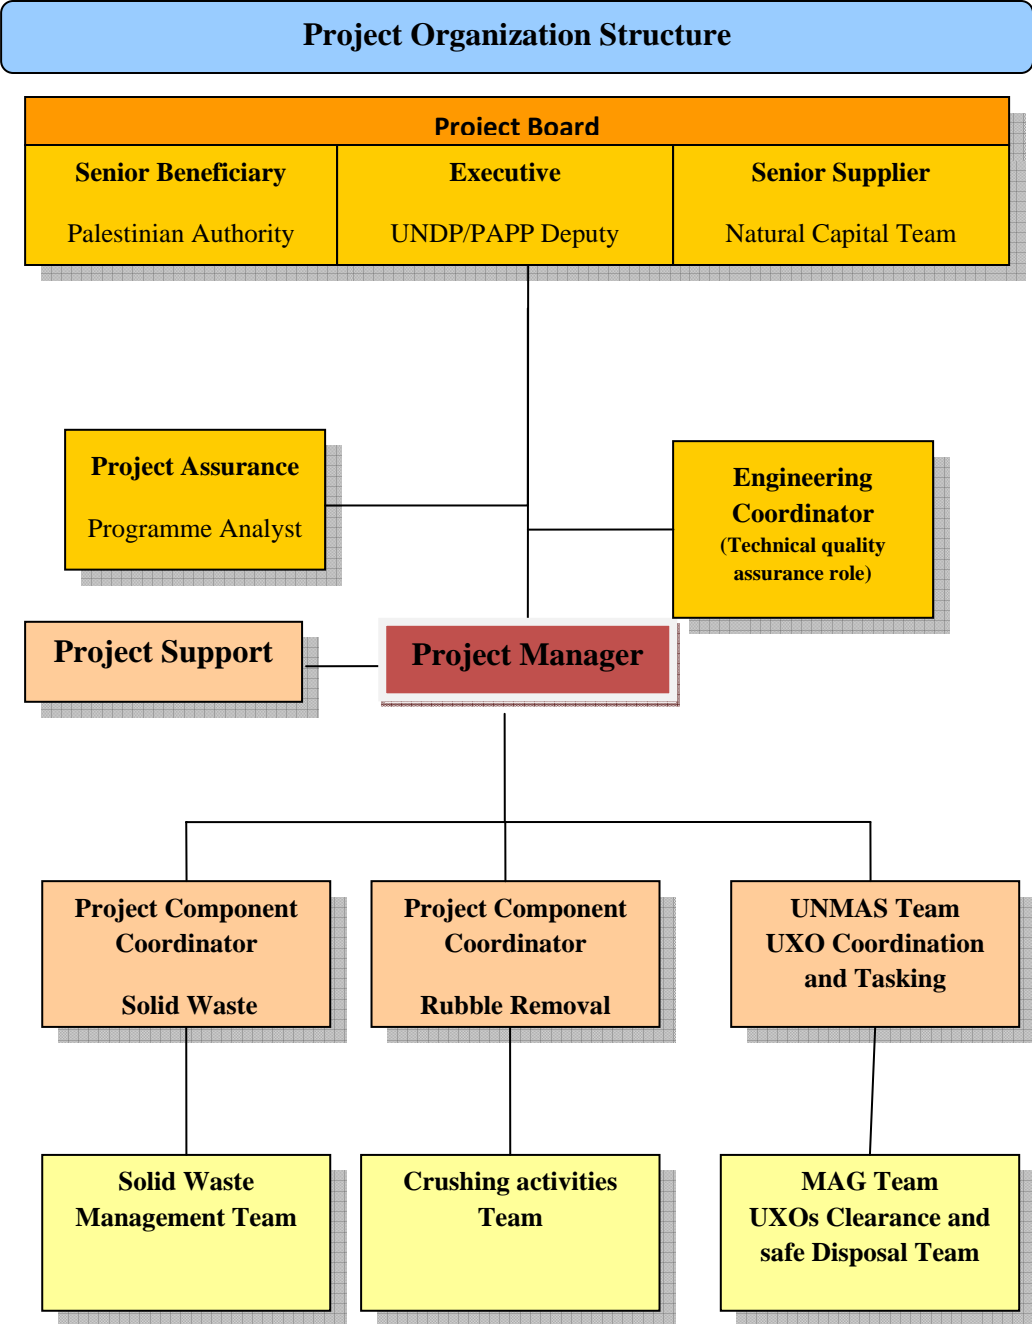 Project Organization Structure
Project Board
Senior Beneficiary
Palestinian Authority
Executive
UNDP/PAPP Deputy
Senior Supplier
Natural Capital Team
Project Assurance
Programme Analyst
Engineering
Coordinator
(Technical quality
assurance role)
Project Support
Project Manager
Project Component
Coordinator
Solid Waste
Project Component
Coordinator
Rubble Removal
UNMAS Team
UXO Coordination
and Tasking
Solid Waste
Management Team
Crushing activities
Team
MAG Team
UXOs Clearance and
safe Disposal Team